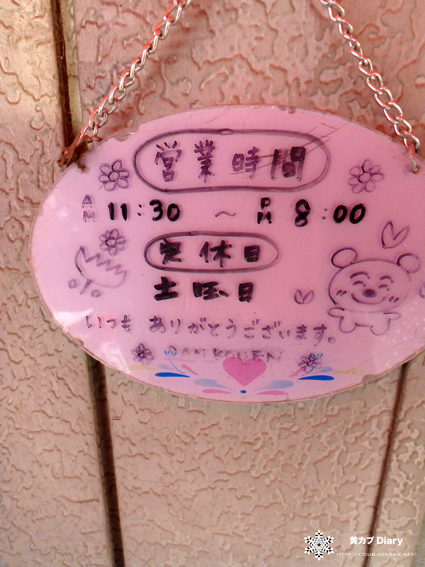 営業時間
AM 11:30 ~ PM 8:00
定休日
土曜日
いつも ありがとうございます。
黄カブ Diary